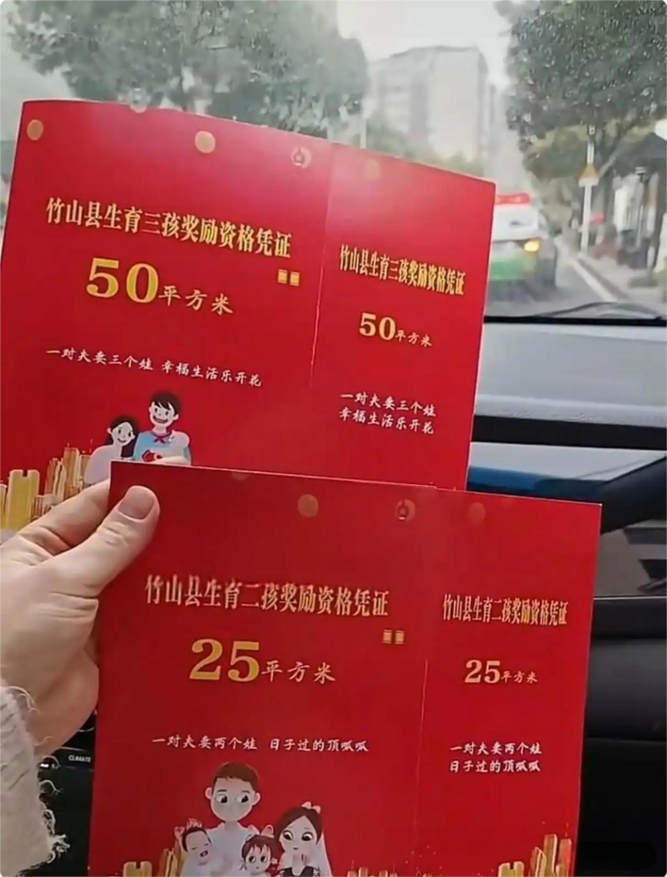 竹山县生育三孩奖励资格凭证
50平方米
一对夫妻三个娃 幸福生活乐开花
竹山县生育三孩奖励资格凭证
50平方米
一对夫妻三个娃
幸福生活乐开花
竹山县生育二孩奖励资格凭证
25平方米
一对夫妻两个娃 日子过的顶呱呱
竹山县生育二孩奖励资格凭证
25平方米
一对夫妻两个娃
日子过的顶呱呱
CLIMATE